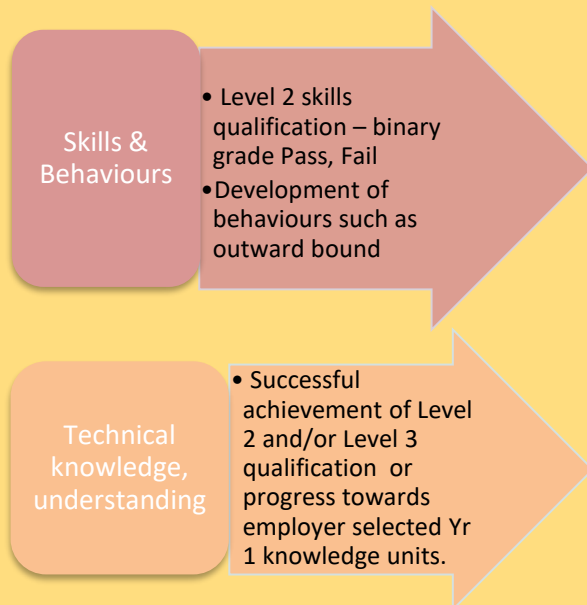 Skills &
Behaviours
• Level 2 skills
qualification – binary
grade Pass, Fail
•Development of
behaviours such as
outward bound
Technical
knowledge,
understanding
• Successful
achievement of Level
2 and/or Level 3
qualification or
progress towards
employer selected Yr
1 knowledge units.